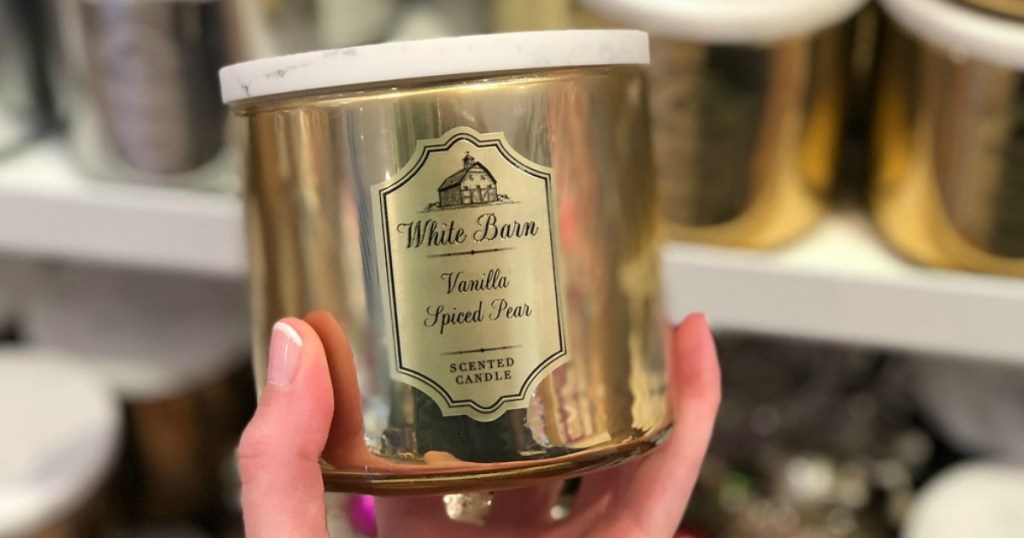 White Barn
Vanilla
Spiced Pear
SCENTED
CANDLE